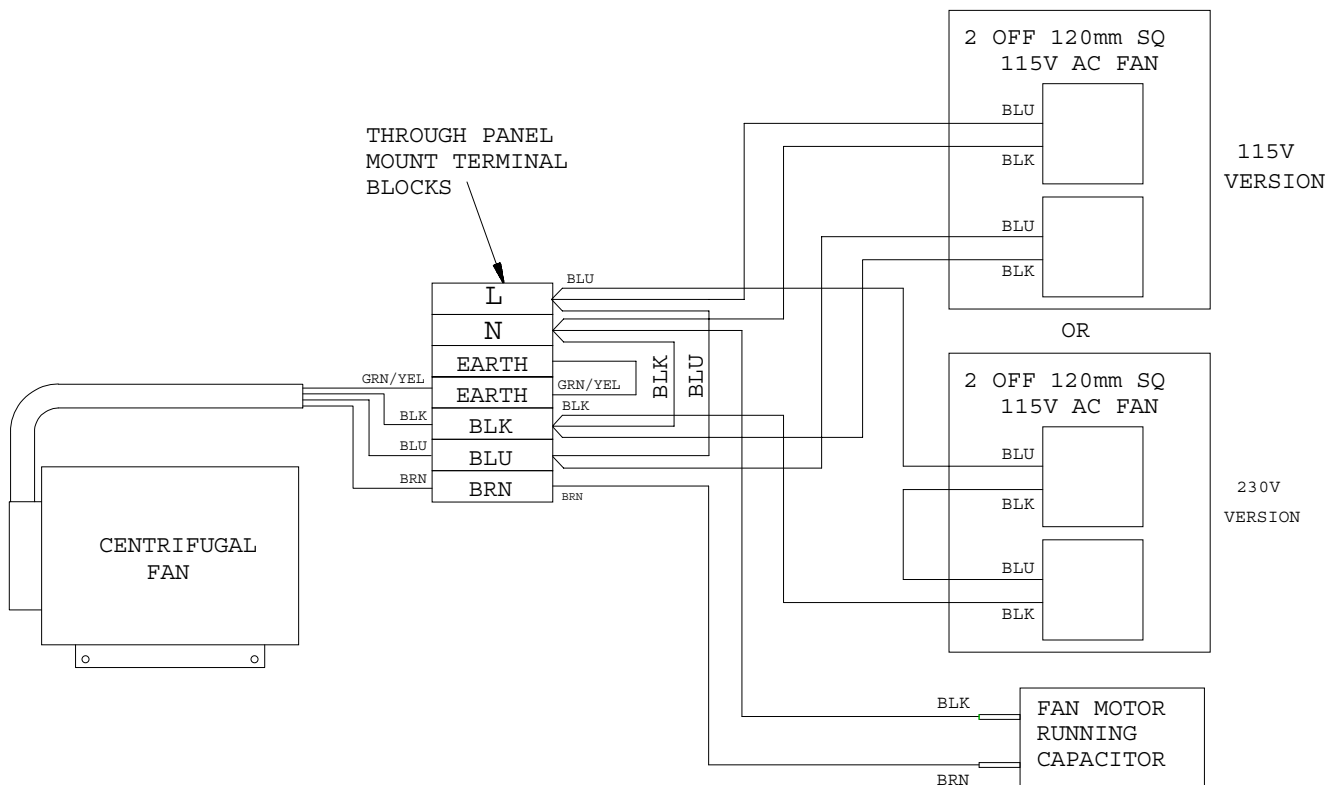 2 OFF 120mm SQ
115V AC FAN
BLU
BLK
BLU
BLK
115V
VERSION
THROUGH PANEL
MOUNT TERMINAL
BLOCKS
BLU
L
N
EARTH
EARTH
BLK
BLU
BRN
GRN/YEL
BLK
BLU
BRN
GRN/YEL
BLK
BRN
BLK
BLU
OR
2 OFF 120mm SQ
115V AC FAN
BLU
BLK
BLU
BLK
230V
VERSION
CENTRIFUGAL
FAN
BLK
BRN
FAN MOTOR
RUNNING
CAPACITOR